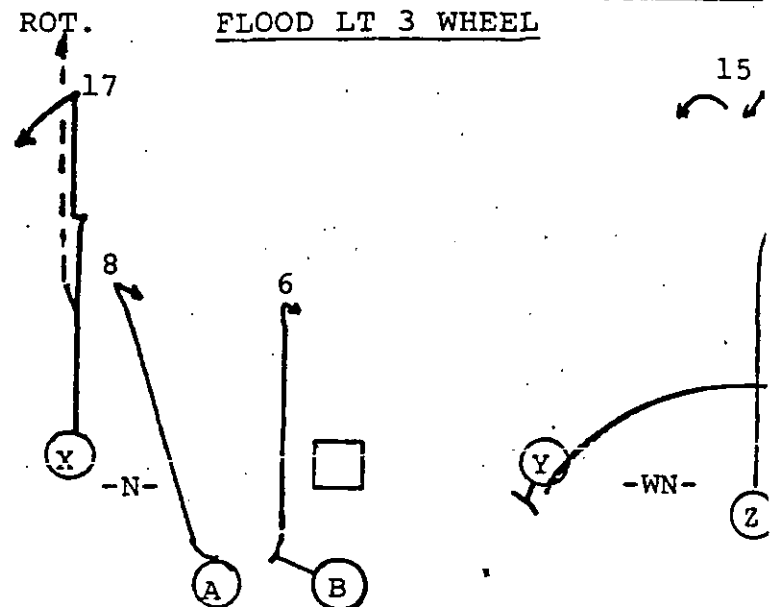 ROT. FLOOD LT 3 WHEEL
17 15
8 6
X Y
-N- -WN-
Z
A B